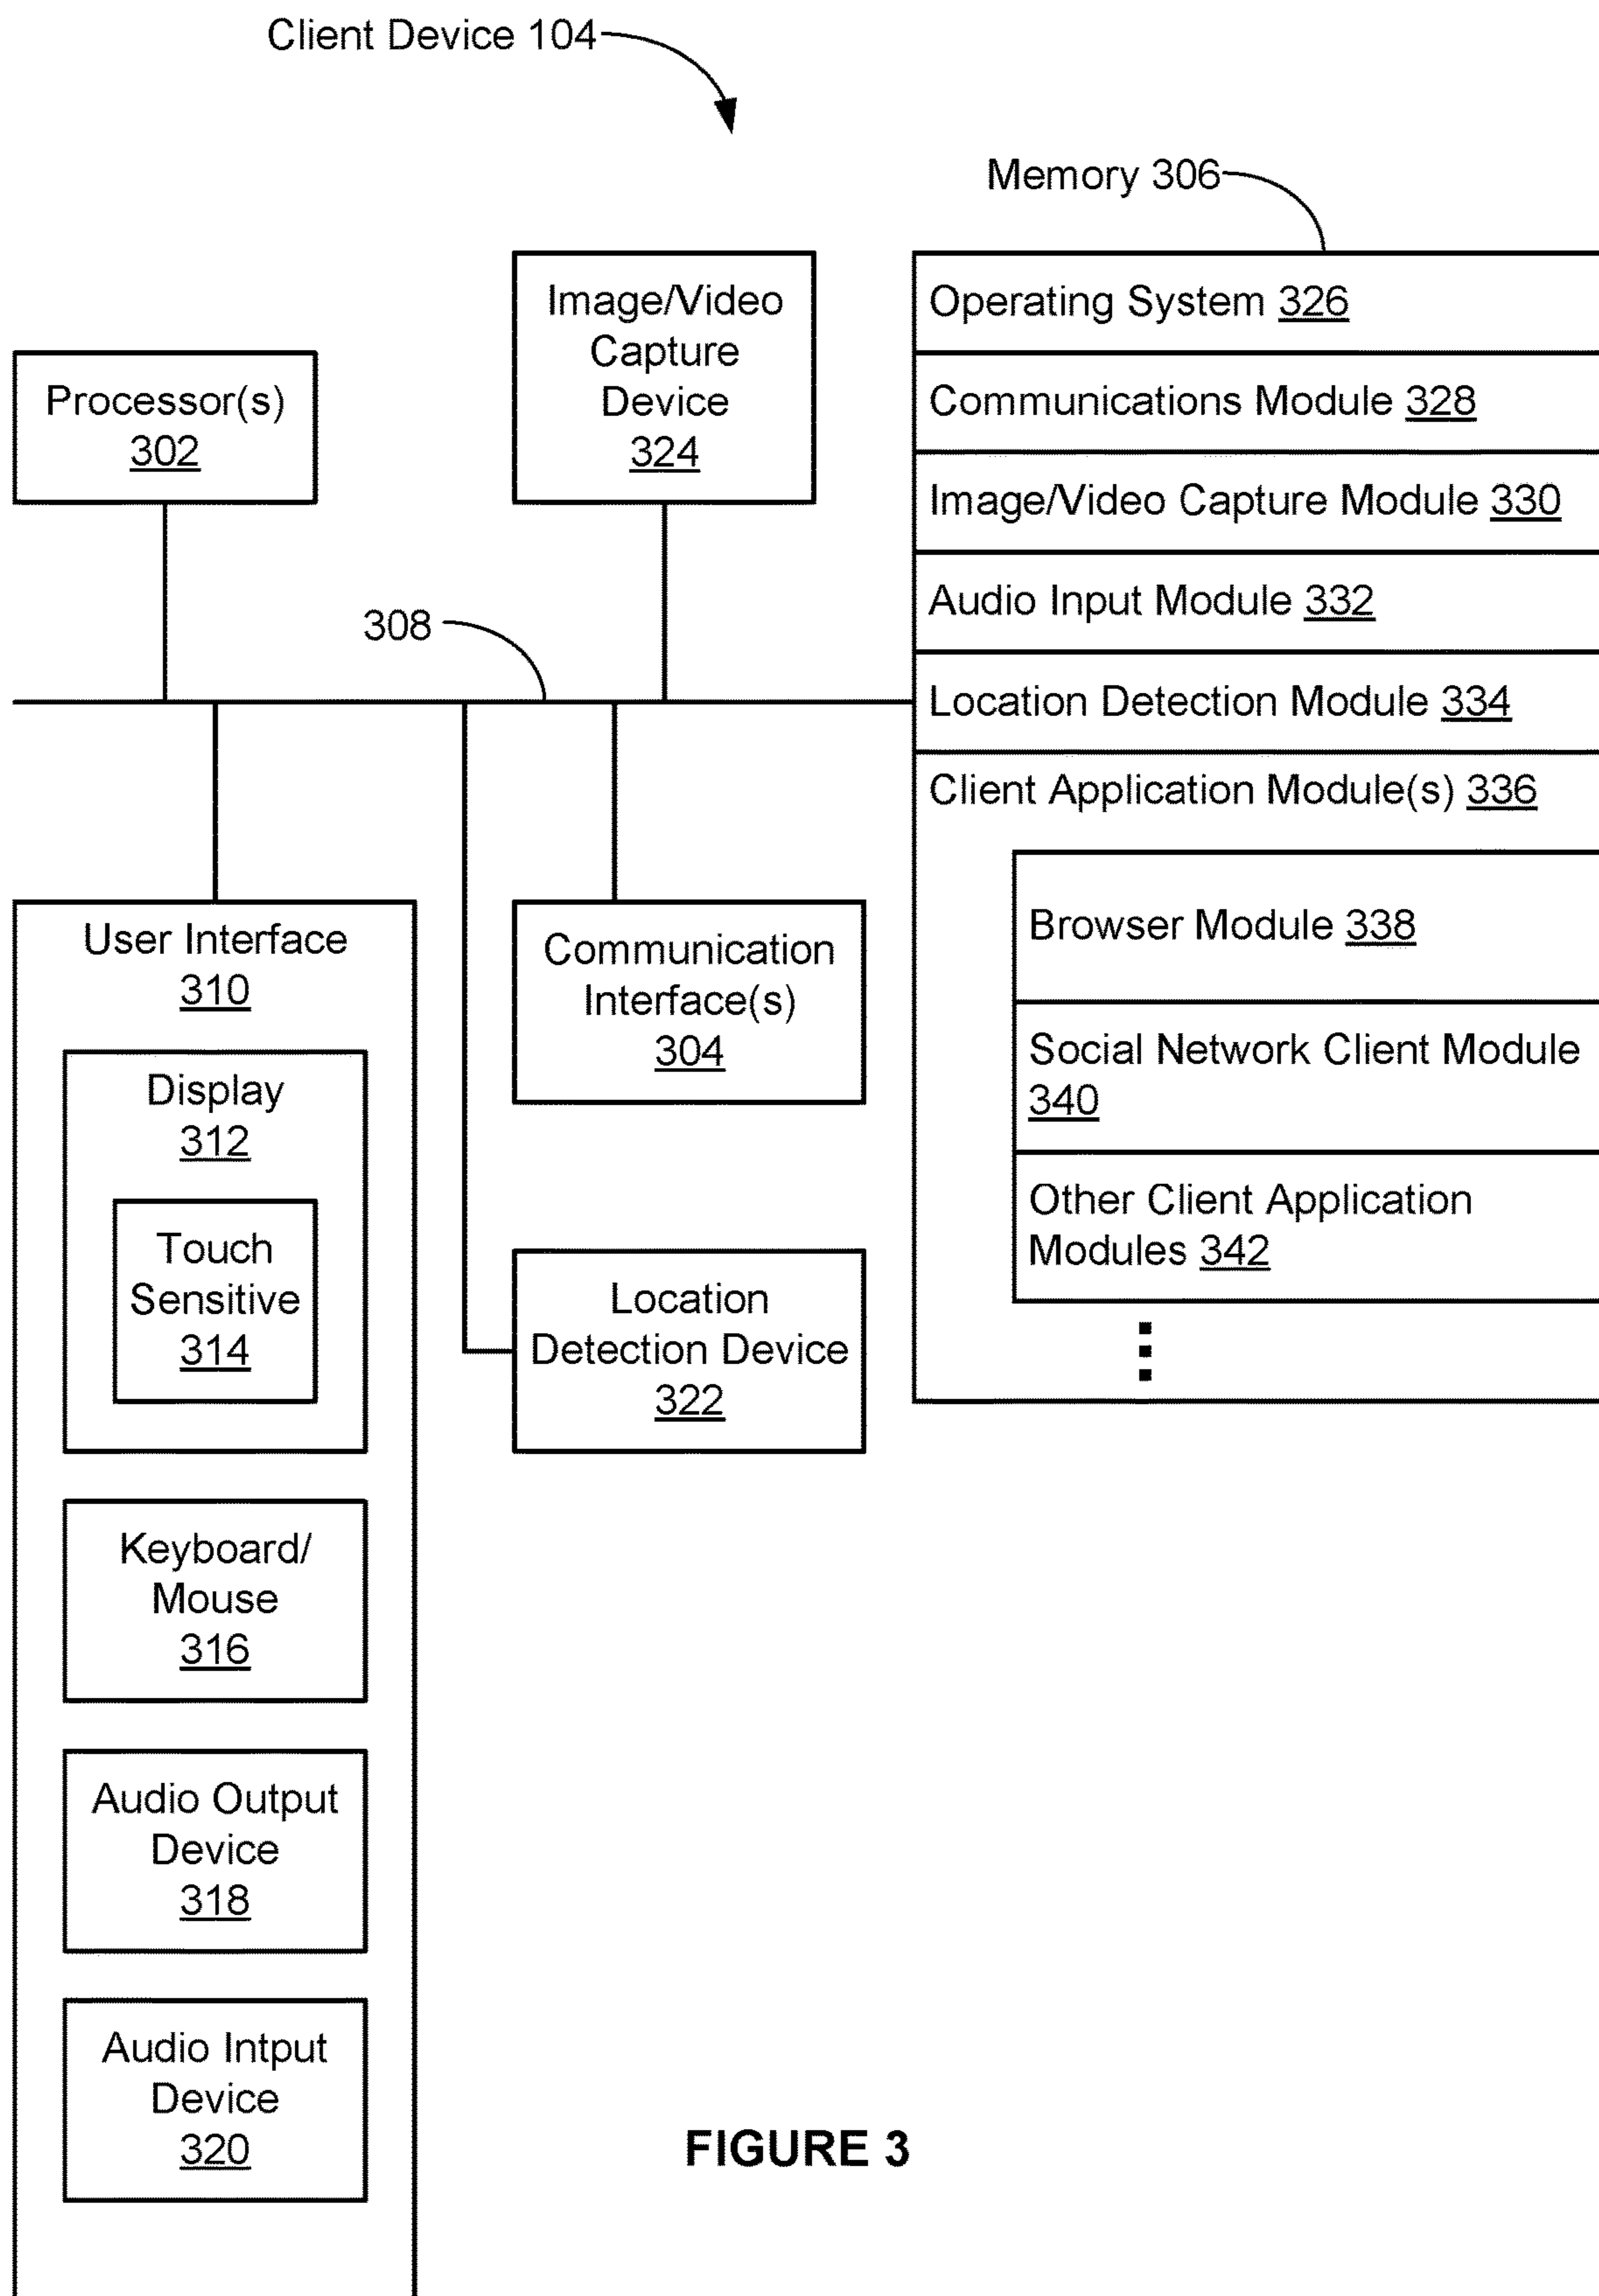 Client Device 104
Memory 306
Processor(s)
302
Image/Video
Capture
Device
324
308
Operating System 326
Communications Module 328
Image/Video Capture Module 330
Audio Input Module 332
Location Detection Module 334
Client Application Module(s) 336
Browser Module 338
Social Network Client Module
340
Other Client Application
Modules 342
User Interface
310
Display
312
Touch
Sensitive
314
Keyboard/
Mouse
316
Audio Output
Device
318
Audio Intput
Device
320
Communication
Interface(s)
304
Location
Detection Device
322
FIGURE 3